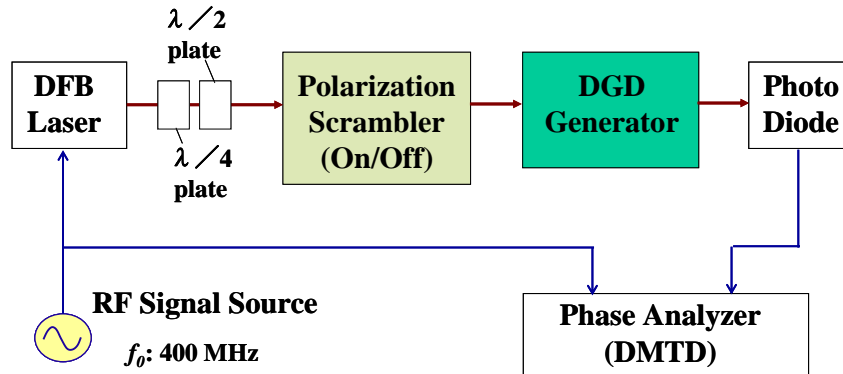 λ／2
plate
DFB
Laser
λ／4
plate
Polarization
Scrambler
(On/Off)
DGD
Generator
Photo
Diode
RF Signal Source
f0: 400 MHz
Phase Analyzer
(DMTD)